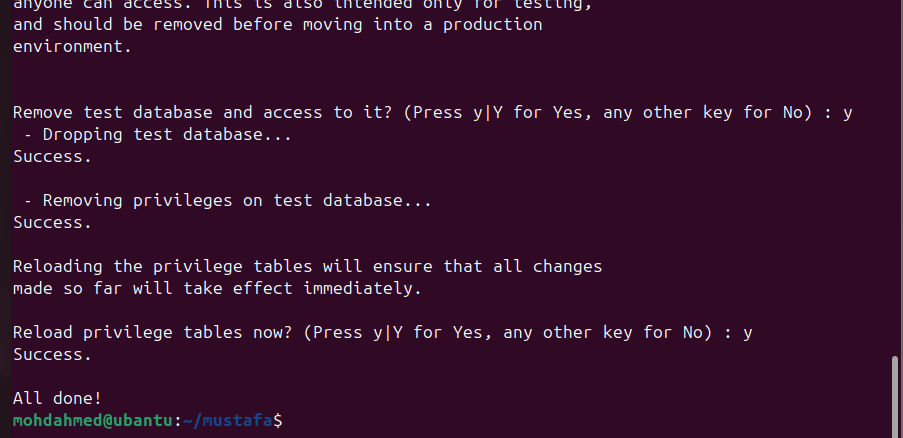 anyone can access. This is also intended only for testing,
and should be removed before moving into a production
environment.
Remove test database and access to it? (Press y|Y for Yes, any other key for No) : y
 - Dropping test database...
Success.
 - Removing privileges on test database...
Success.
Reloading the privilege tables will ensure that all changes
made so far will take effect immediately.
Reload privilege tables now? (Press y|Y for Yes, any other key for No) : y
Success.
All done!
mohdahmed@ubantu:~/mustafa$